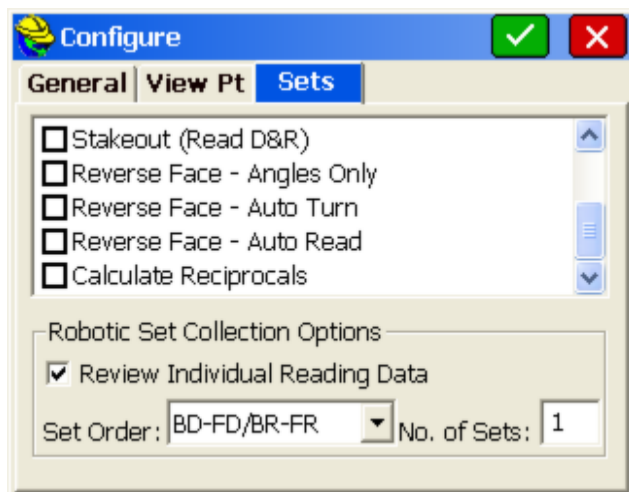 Configure
General View Pt Sets
Stakeout (Read D&R)
Reverse Face - Angles Only
Reverse Face - Auto Turn
Reverse Face - Auto Read
Calculate Reciprocals
Robotic Set Collection Options
Review Individual Reading Data
Set Order: BD-FD/BR-FR No. of Sets: 1